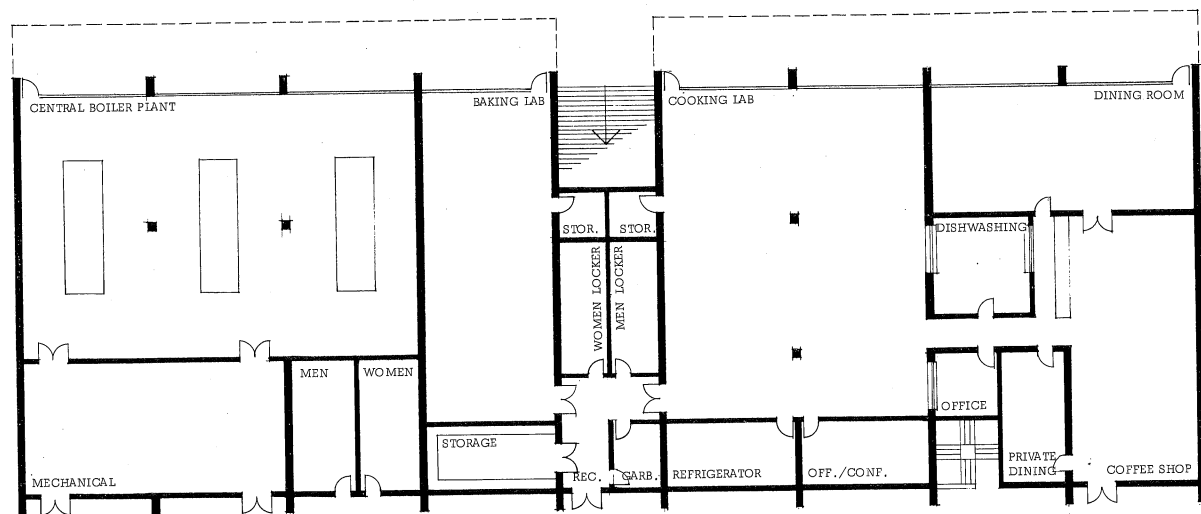 CENTRAL BOILER PLANT
BAKING LAB
COOKING LAB
DINING ROOM
STOR.
STOR.
DISHWASHING
WOMEN LOCKER
MEN LOCKER
MEN
WOMEN
OFFICE
STORAGE
MECHANICAL
REC.
GARB.
REFRIGERATOR
OFF./CONF.
PRIVATE
DINING
COFFEE SHOP